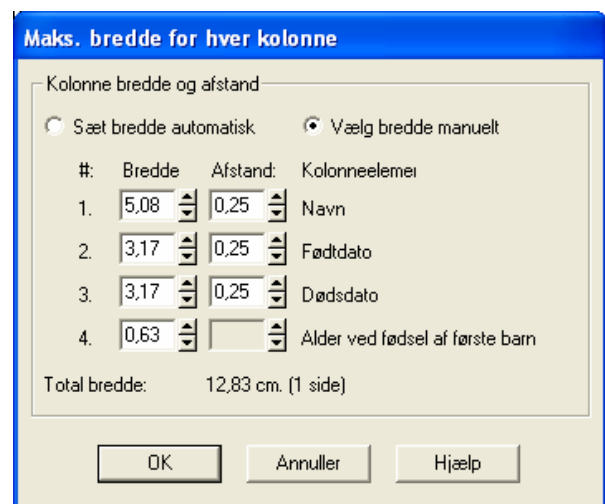 Maks. bredde for hver kolonne
Kolonne bredde og afstand
Sæt bredde automatisk Vælg bredde manuelt
#: Bredde Afstand: Kolonneelemer
1. 5,08 0,25 Navn
2. 3,17 0,25 Fødtdato
3. 3,17 0,25 Dødsdato
4. 0,63 Alder ved fødsel af første barn
Total bredde: 12,83 cm. (1 side)
OK Annuller Hjælp